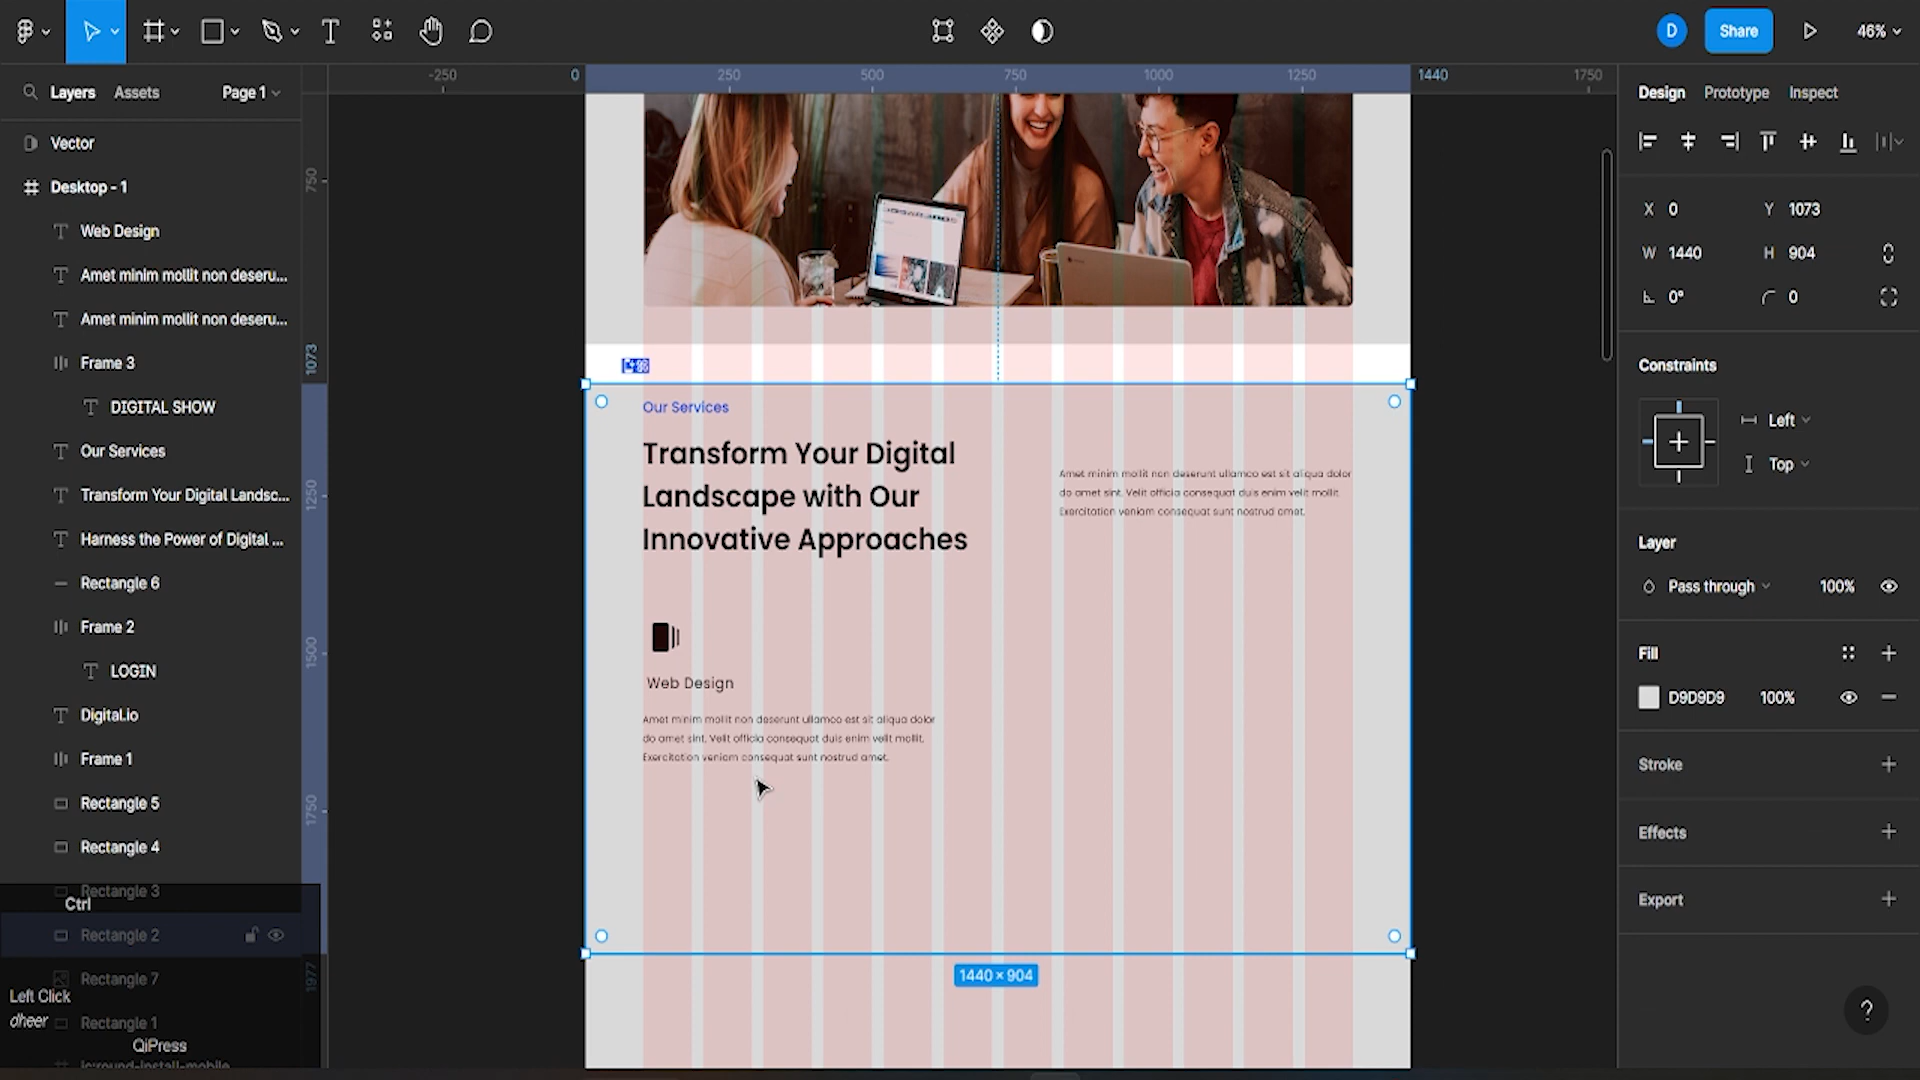 Share
46%
Layers
Assets
Page 1
-250
0
250
500
750
1000
1250
1440
1750
Design
Prototype
Inspect
Vector
Desktop - 1
Web Design
Amet minim mollit non deseru...
Amet minim mollit non deseru...
Frame 3
DIGITAL SHOW
Our Services
Transform Your Digital Landsc...
Harness the Power of Digital ...
Rectangle 6
Frame 2
LOGIN
Digital.io
Frame 1
Rectangle 5
Rectangle 4
Rectangle 3
Ctrl
Rectangle 2
Rectangle 7
Left Click
dheer
Rectangle 1
QiPress
ic:round-install-mobile
750
1073
1250
1500
1750
1977
Our Services
Transform Your Digital
Landscape with Our
Innovative Approaches
Amet minim mollit non deserunt ullamco est sit aliqua dolor
do amet sint. Velit officia consequat duis enim velit mollit.
Exercitation veniam consequat sunt nostrud amet.
Web Design
Amet minim mollit non deserunt ullamco est sit aliqua dolor
do amet sint. Velit officia consequat duis enim velit mollit.
Exercitation veniam consequat sunt nostrud amet.
1440 × 904
X 0
Y 1073
W 1440
H 904
0°
0
Constraints
Left
Top
Layer
Pass through
100%
Fill
D9D9D9
100%
Stroke
Effects
Export
D
?